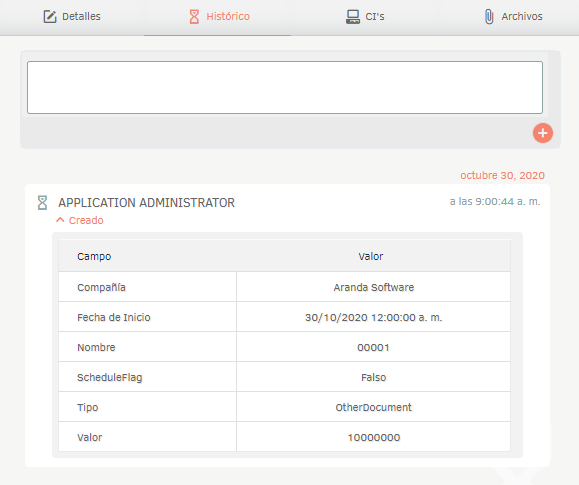 Detalles Histórico CI's Archivos
octubre 30, 2020
APPLICATION ADMINISTRATOR a las 9:00:44 a. m.
Creado
Campo Valor
Compañía Aranda Software
Fecha de Inicio 30/10/2020 12:00:00 a. m.
Nombre 00001
ScheduleFlag Falso
Tipo OtherDocument
Valor 10000000